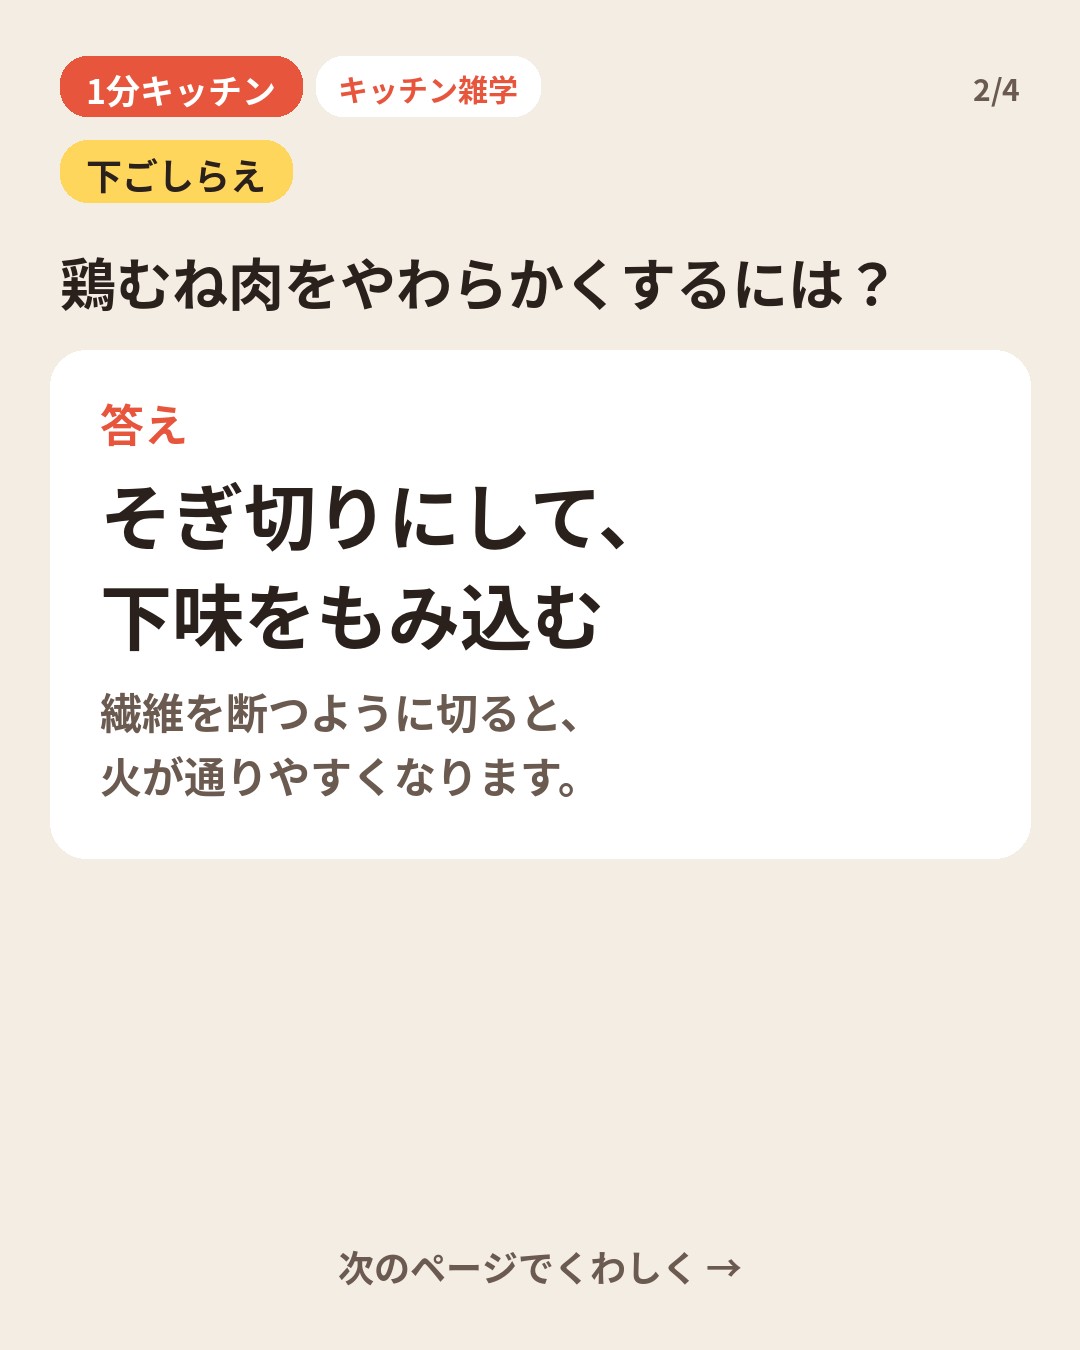 1分キッチン キッチン雑学 2/4
下ごしらえ
鶏むね肉をやわらかくするには？
答え
そぎ切りにして、
下味をもみ込む
繊維を断つように切ると、
火が通りやすくなります。
次のページでくわしく →